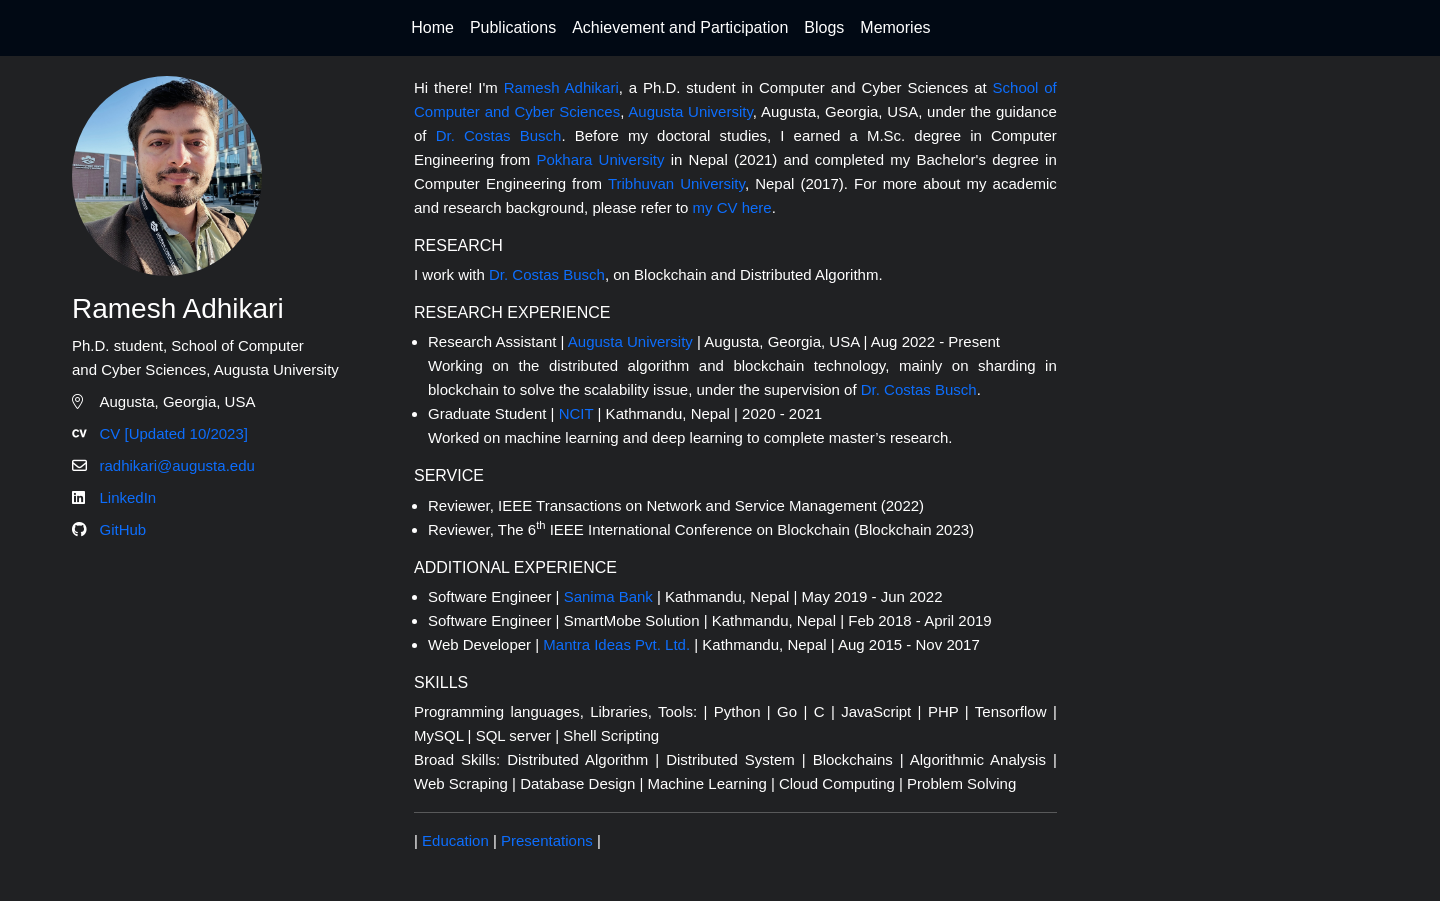 Home Publications Achievement and Participation Blogs Memories
Ramesh Adhikari
Ph.D. student, School of Computer
and Cyber Sciences, Augusta University
Augusta, Georgia, USA
CV CV [Updated 10/2023]
radhikari@augusta.edu
LinkedIn
GitHub
Hi there! I'm Ramesh Adhikari, a Ph.D. student in Computer and Cyber Sciences at School of
Computer and Cyber Sciences, Augusta University, Augusta, Georgia, USA, under the guidance
of Dr. Costas Busch. Before my doctoral studies, I earned a M.Sc. degree in Computer
Engineering from Pokhara University in Nepal (2021) and completed my Bachelor's degree in
Computer Engineering from Tribhuvan University, Nepal (2017). For more about my academic
and research background, please refer to my CV here.
RESEARCH
I work with Dr. Costas Busch, on Blockchain and Distributed Algorithm.
RESEARCH EXPERIENCE
• Research Assistant | Augusta University | Augusta, Georgia, USA | Aug 2022 - Present
Working on the distributed algorithm and blockchain technology, mainly on sharding in
blockchain to solve the scalability issue, under the supervision of Dr. Costas Busch.
• Graduate Student | NCIT | Kathmandu, Nepal | 2020 - 2021
Worked on machine learning and deep learning to complete master’s research.
SERVICE
• Reviewer, IEEE Transactions on Network and Service Management (2022)
• Reviewer, The 6th IEEE International Conference on Blockchain (Blockchain 2023)
ADDITIONAL EXPERIENCE
• Software Engineer | Sanima Bank | Kathmandu, Nepal | May 2019 - Jun 2022
• Software Engineer | SmartMobe Solution | Kathmandu, Nepal | Feb 2018 - April 2019
• Web Developer | Mantra Ideas Pvt. Ltd. | Kathmandu, Nepal | Aug 2015 - Nov 2017
SKILLS
Programming languages, Libraries, Tools: | Python | Go | C | JavaScript | PHP | Tensorflow |
MySQL | SQL server | Shell Scripting
Broad Skills: Distributed Algorithm | Distributed System | Blockchains | Algorithmic Analysis |
Web Scraping | Database Design | Machine Learning | Cloud Computing | Problem Solving
| Education | Presentations |